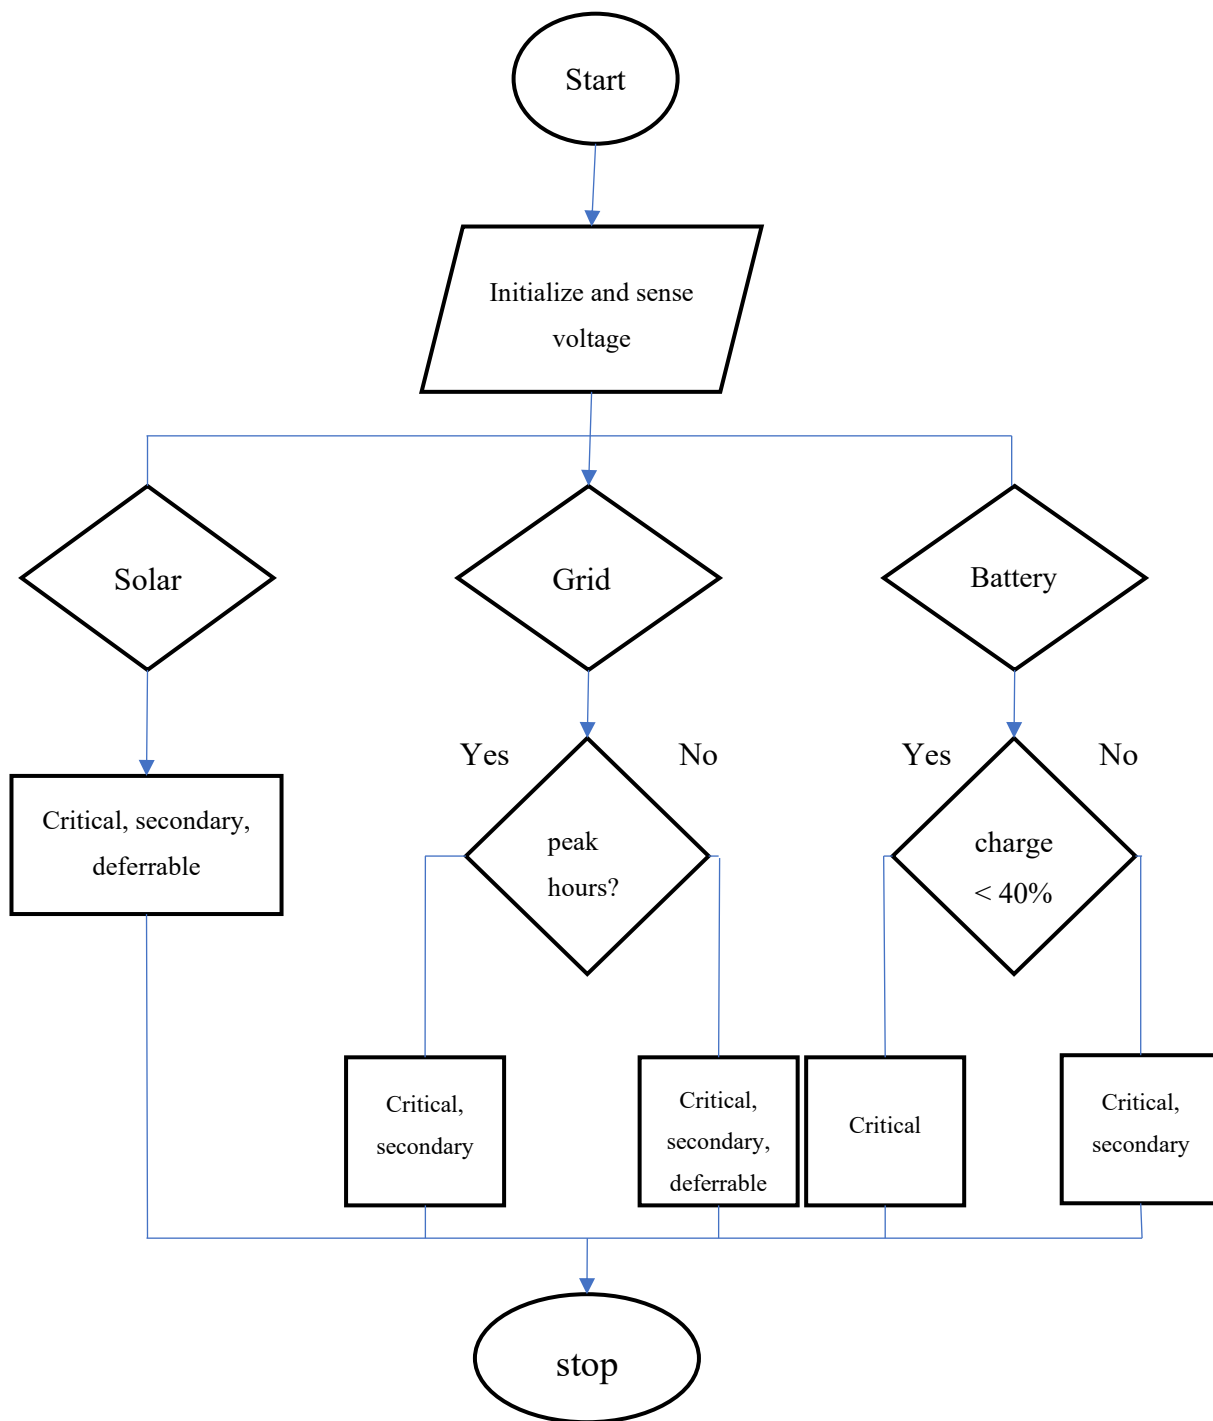 Start
Initialize and sense
voltage
Solar
Grid
Battery
Yes
No
Yes
No
Critical, secondary,
deferrable
peak
hours?
charge
< 40%
Critical,
secondary
Critical,
secondary,
deferrable
Critical
Critical,
secondary
stop